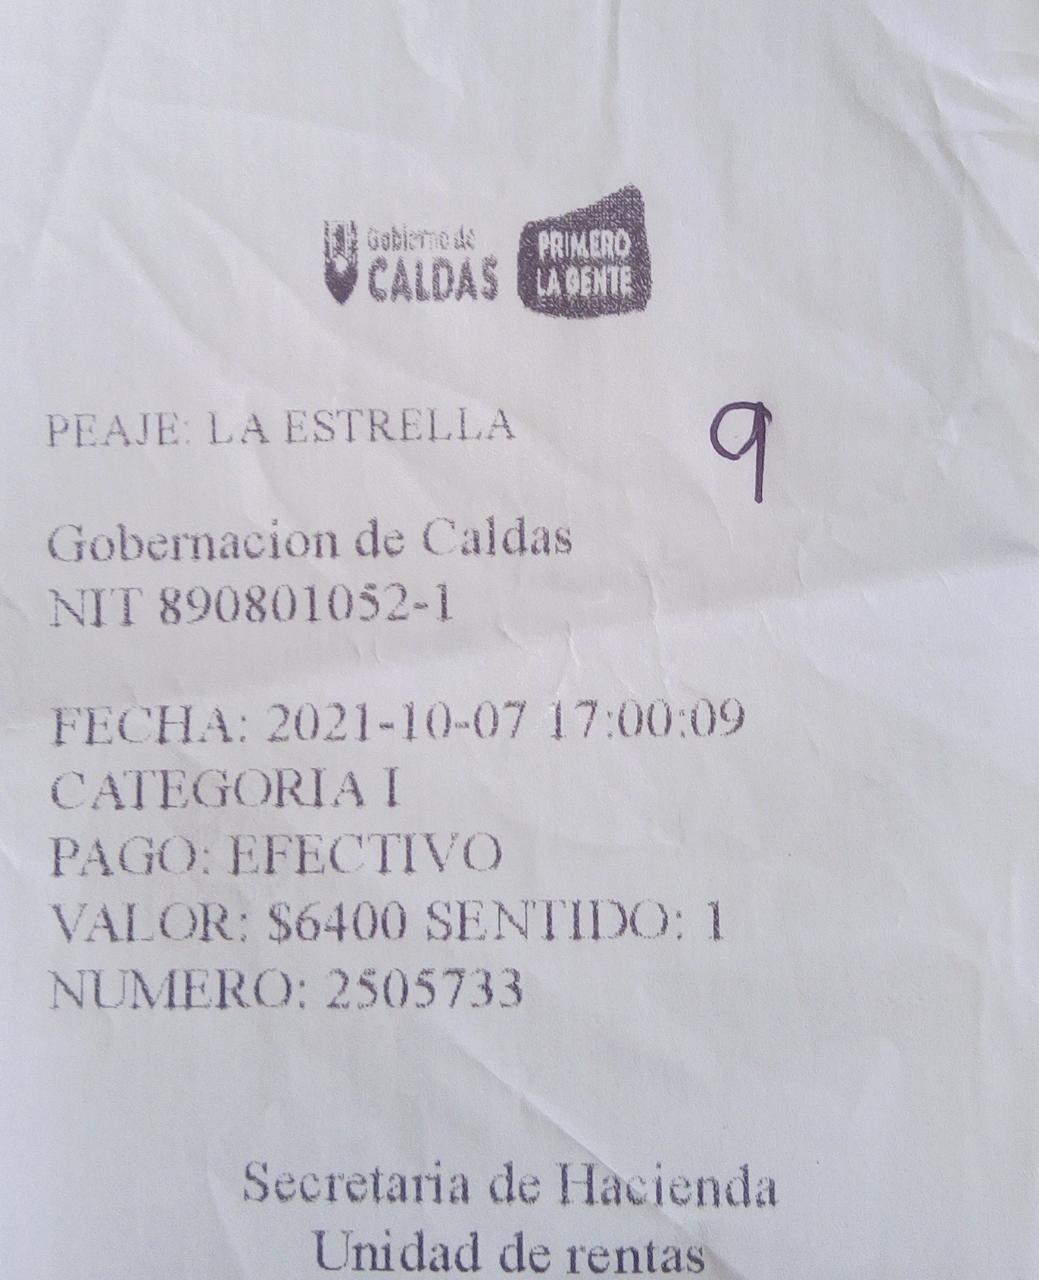 Gobierno de
CALDAS
PRIMERO
LA GENTE
PEAJE: LA ESTRELLA
9
Gobernacion de Caldas
NIT 890801052-1
FECHA: 2021-10-07 17:00:09
CATEGORIA I
PAGO: EFECTIVO
VALOR: $6400 SENTIDO: 1
NUMERO: 2505733
Secretaria de Hacienda
Unidad de rentas